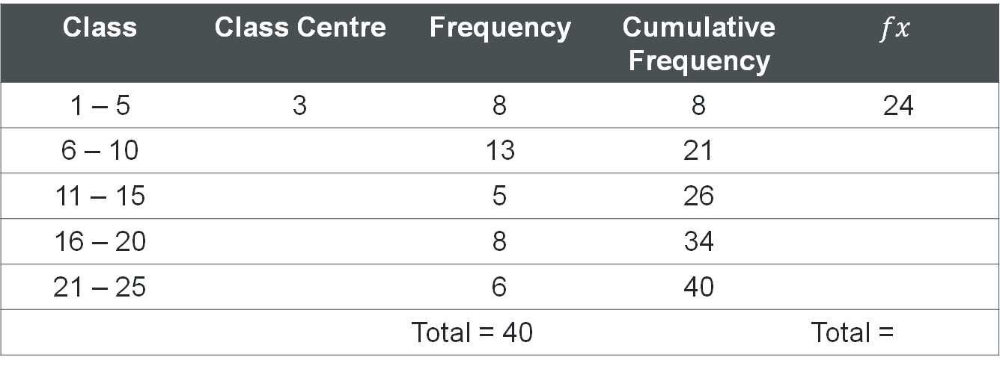 Class Class Centre Frequency Cumulative Frequency 𝑓𝑥
1 – 5 3 8 8 24
6 – 10 13 21
11 – 15 5 26
16 – 20 8 34
21 – 25 6 40
Total = 40 Total =